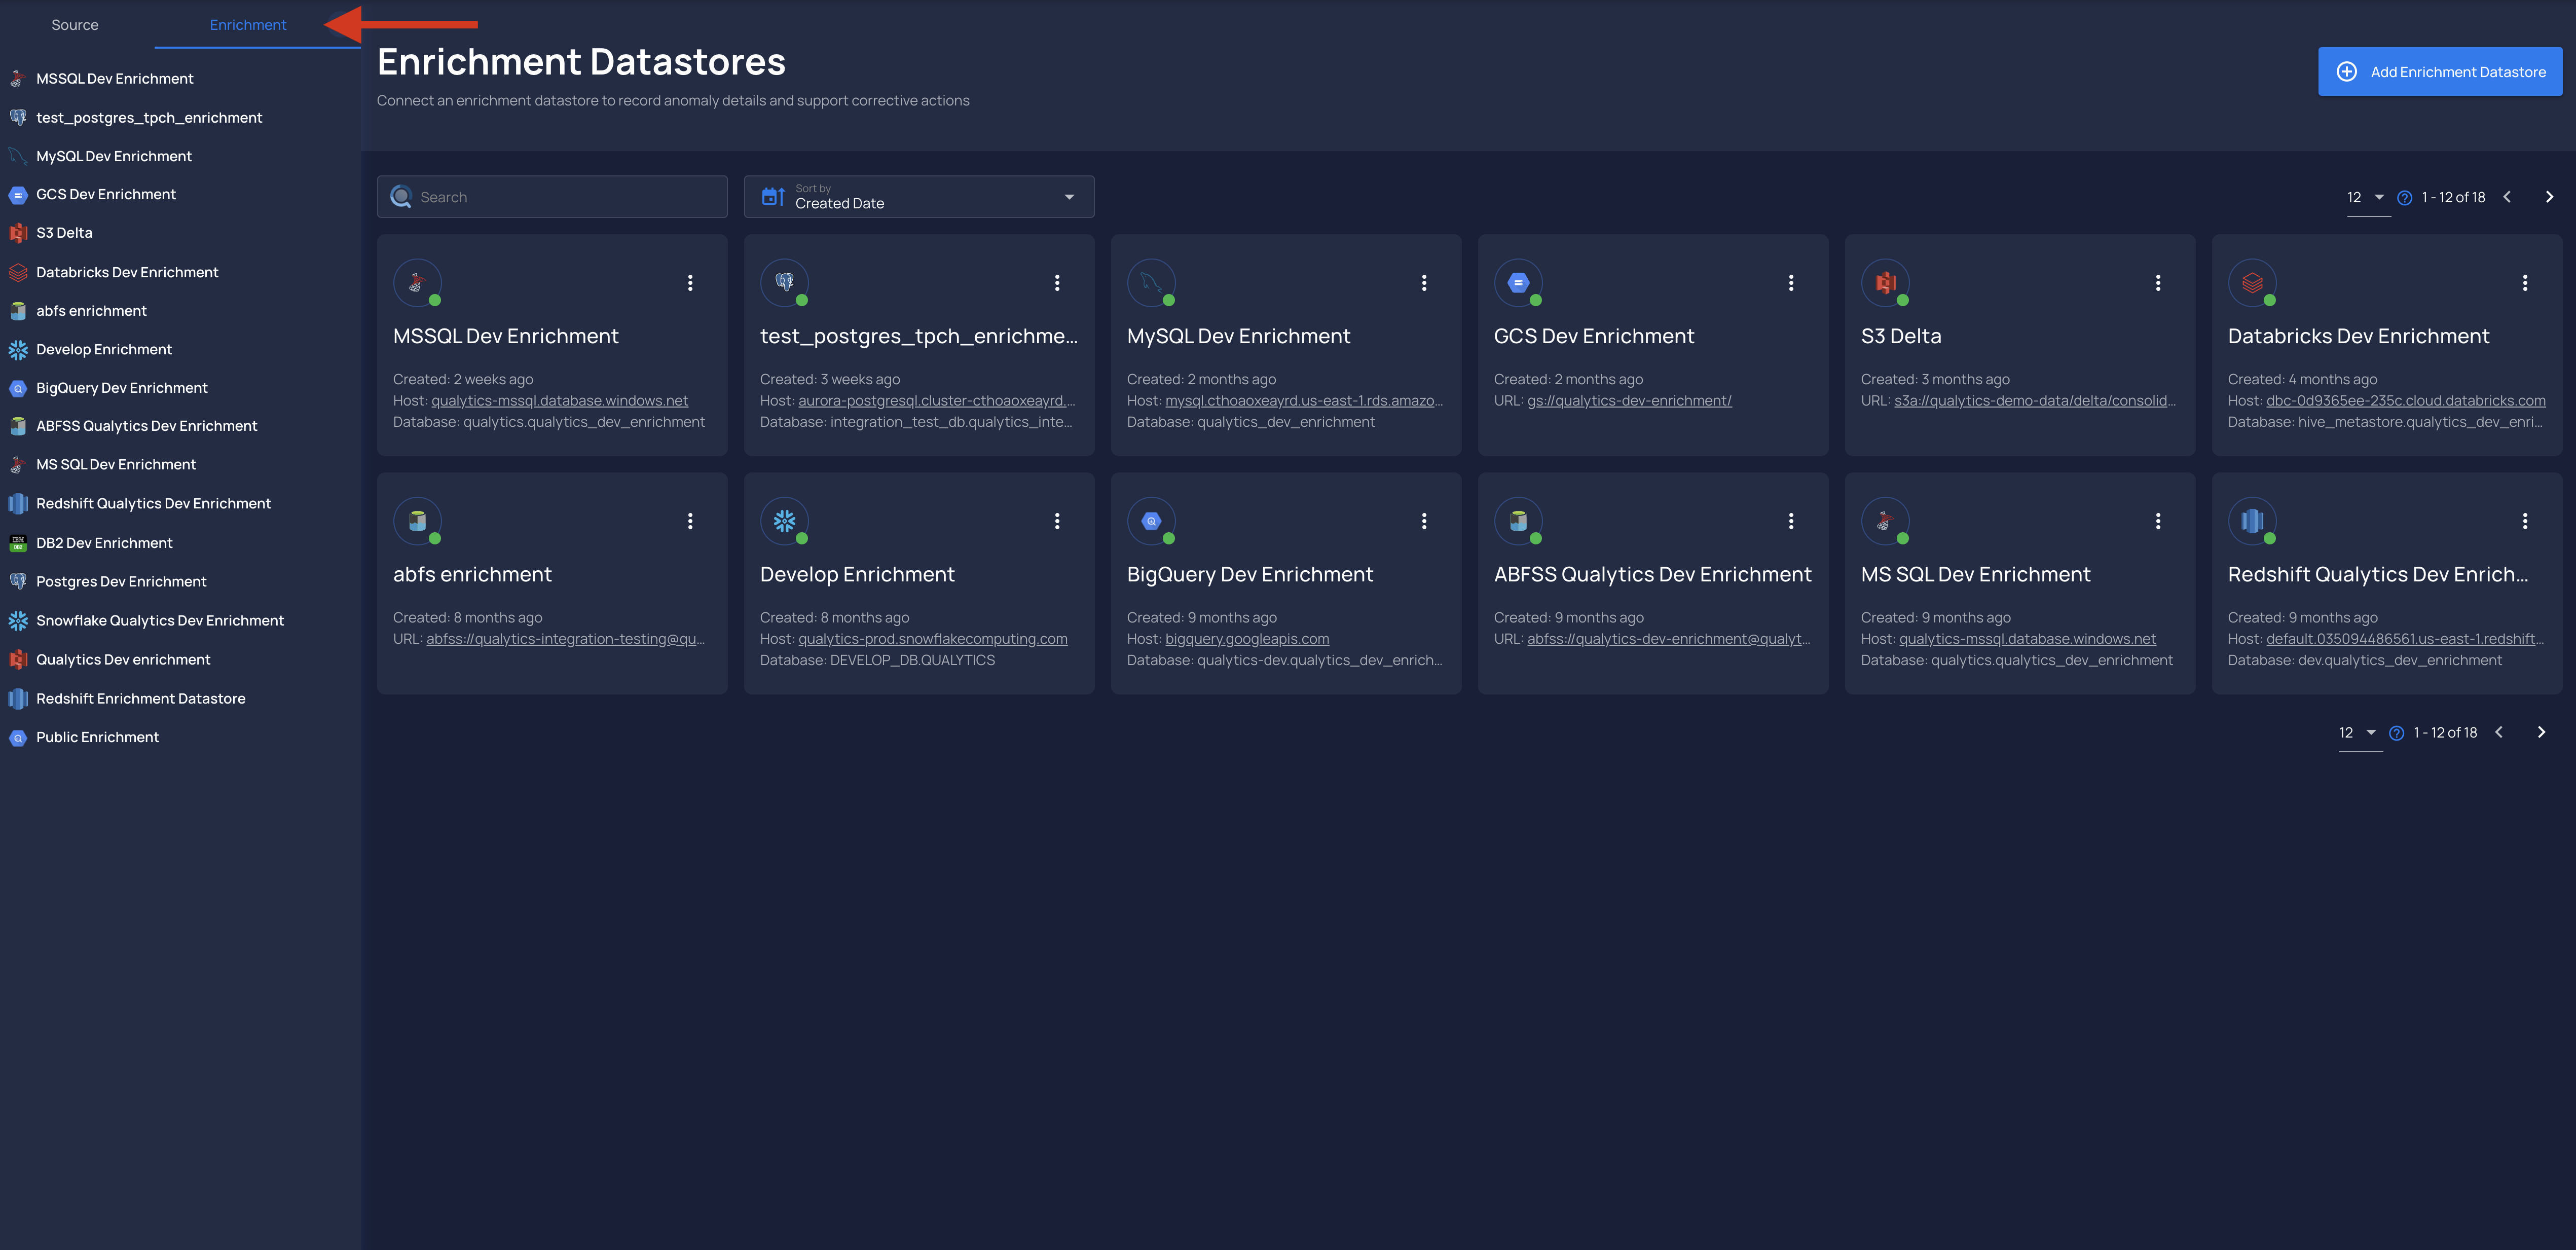 Source
Enrichment
MSSQL Dev Enrichment
test_postgres_tpch_enrichment
MySQL Dev Enrichment
GCS Dev Enrichment
S3 Delta
Databricks Dev Enrichment
abfs enrichment
Develop Enrichment
BigQuery Dev Enrichment
ABFSS Qualytics Dev Enrichment
MS SQL Dev Enrichment
Redshift Qualytics Dev Enrichment
DB2 Dev Enrichment
Postgres Dev Enrichment
Snowflake Qualytics Dev Enrichment
Qualytics Dev enrichment
Redshift Enrichment Datastore
Public Enrichment
Enrichment Datastores
Connect an enrichment datastore to record anomaly details and support corrective actions
Add Enrichment Datastore
Search
Sort by
Created Date
12
1 - 12 of 18
MSSQL Dev Enrichment
Created: 2 weeks ago
Host: qualytics-mssql.database.windows.net
Database: qualytics.qualytics_dev_enrichment
test_postgres_tpch_enrichme...
Created: 3 weeks ago
Host: aurora-postgresql.cluster-cthoaoxeayrd....
Database: integration_test_db.qualytics_inte...
MySQL Dev Enrichment
Created: 2 months ago
Host: mysql.cthoaoxeayrd.us-east-1.rds.amazo...
Database: qualytics_dev_enrichment
GCS Dev Enrichment
Created: 2 months ago
URL: gs://qualytics-dev-enrichment/
S3 Delta
Created: 3 months ago
URL: s3a://qualytics-demo-data/delta/consolid...
Databricks Dev Enrichment
Created: 4 months ago
Host: dbc-0d9365ee-235c.cloud.databricks.com
Database: hive_metastore.qualytics_dev_enri...
abfs enrichment
Created: 8 months ago
URL: abfss://qualytics-integration-testing@qu...
Develop Enrichment
Created: 8 months ago
Host: qualytics-prod.snowflakecomputing.com
Database: DEVELOP_DB.QUALYTICS
BigQuery Dev Enrichment
Created: 9 months ago
Host: bigquery.googleapis.com
Database: qualytics-dev.qualytics_dev_enrich...
ABFSS Qualytics Dev Enrichment
Created: 9 months ago
URL: abfss://qualytics-dev-enrichment@qualyt...
MS SQL Dev Enrichment
Created: 9 months ago
Host: qualytics-mssql.database.windows.net
Database: qualytics.qualytics_dev_enrichment
Redshift Qualytics Dev Enrich...
Created: 9 months ago
Host: default.035094486561.us-east-1.redshift...
Database: dev.qualytics_dev_enrichment
12
1 - 12 of 18